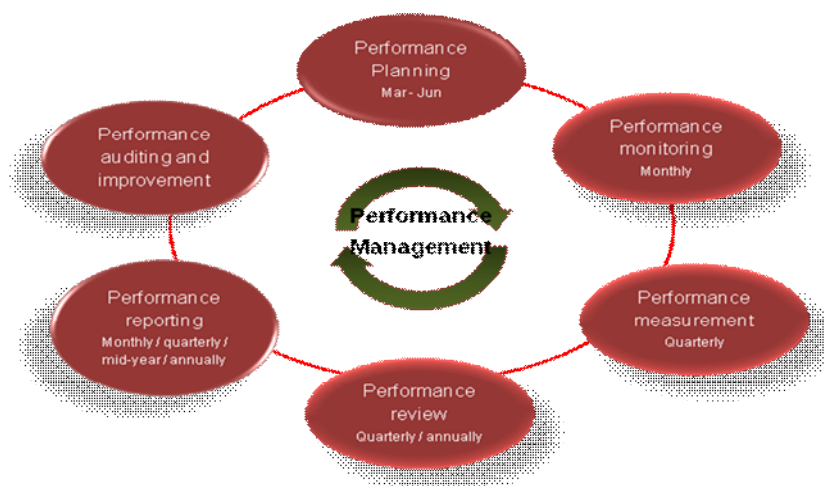 Performance
Planning
Mar- Jun
Performance
monitoring
Monthly
Performance
measurement
Quarterly
Performance
review
Quarterly / annually
Performance
reporting
Monthly / quarterly /
mid-year / annually
Performance
auditing and
improvement
Performance
Management